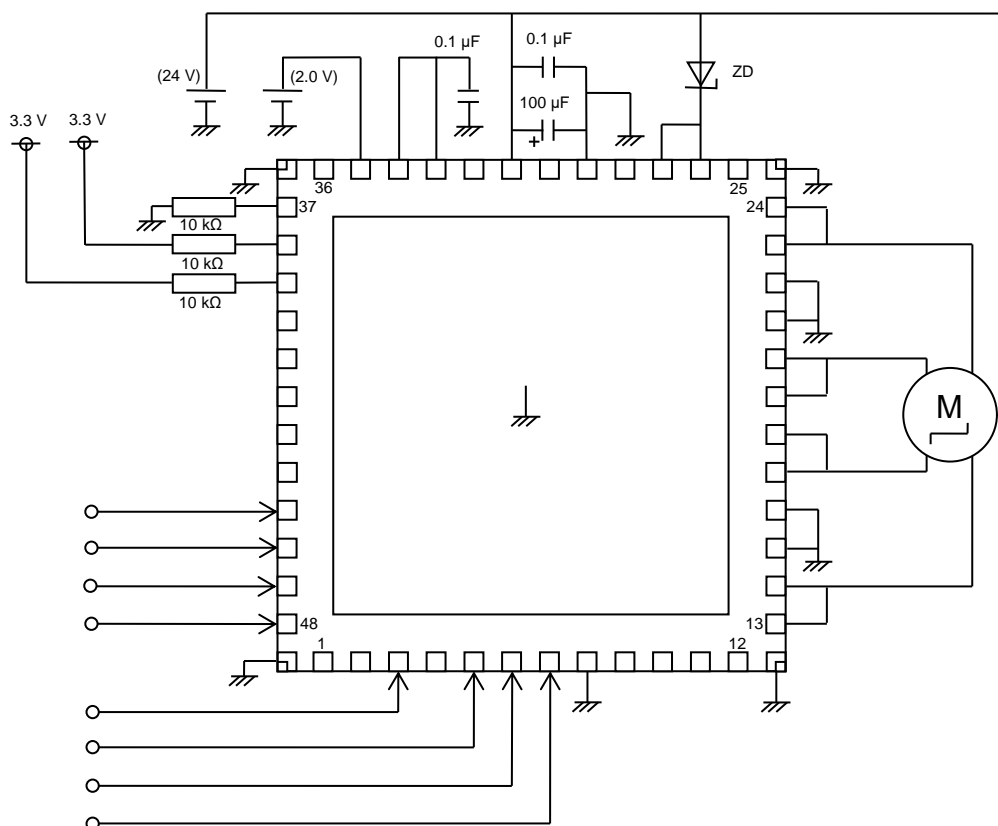 0.1 µF
0.1 µF
(24 V)
(2.0 V)
ZD
100 µF
+
3.3 V
3.3 V
36
25
37
24
10 kΩ
10 kΩ
10 kΩ
M
48
13
1
12